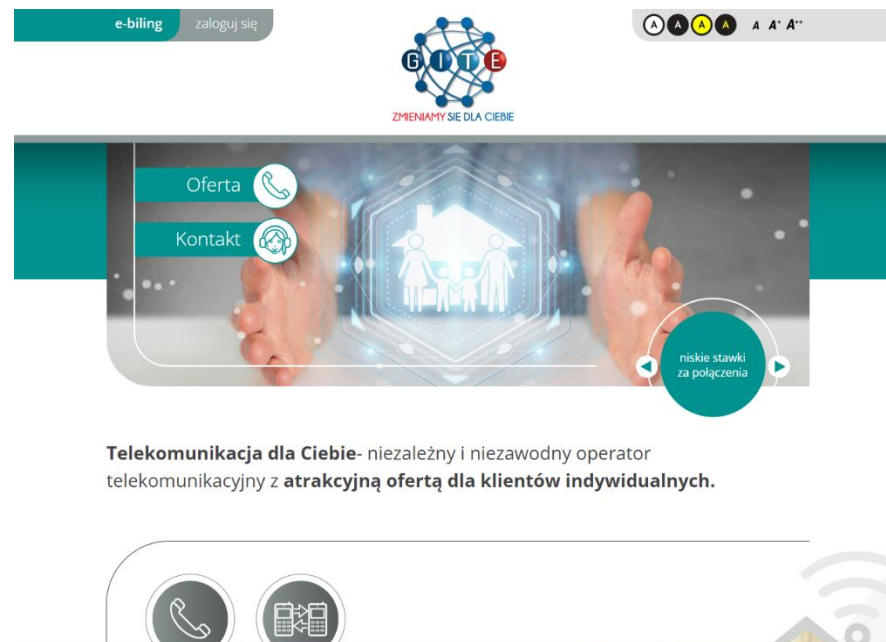 e-biling zaloguj się
A A A A A A+ A++
GITE
ZMIENIAMY SIE DLA CIEBIE
Oferta
Kontakt
niskie stawki
za połączenia
Telekomunikacja dla Ciebie- niezależny i niezawodny operator
telekomunikacyjny z atrakcyjną ofertą dla klientów indywidualnych.